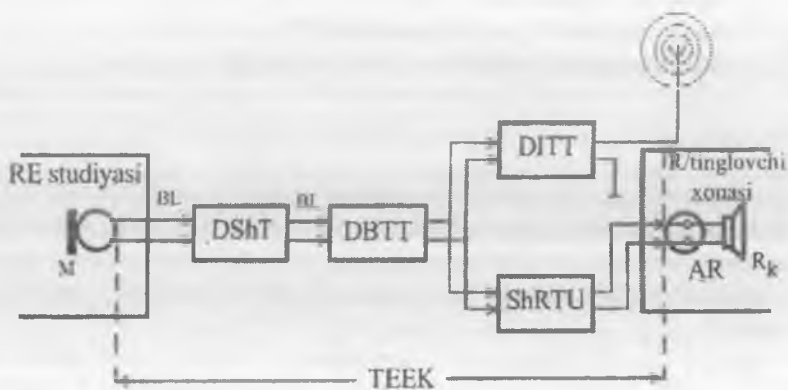 DITT
RE studiyasi
R/tinglovchi
xonasi
BL
BL
DShT
DBTT
M
ShRTU
AR
Rk
TEEK